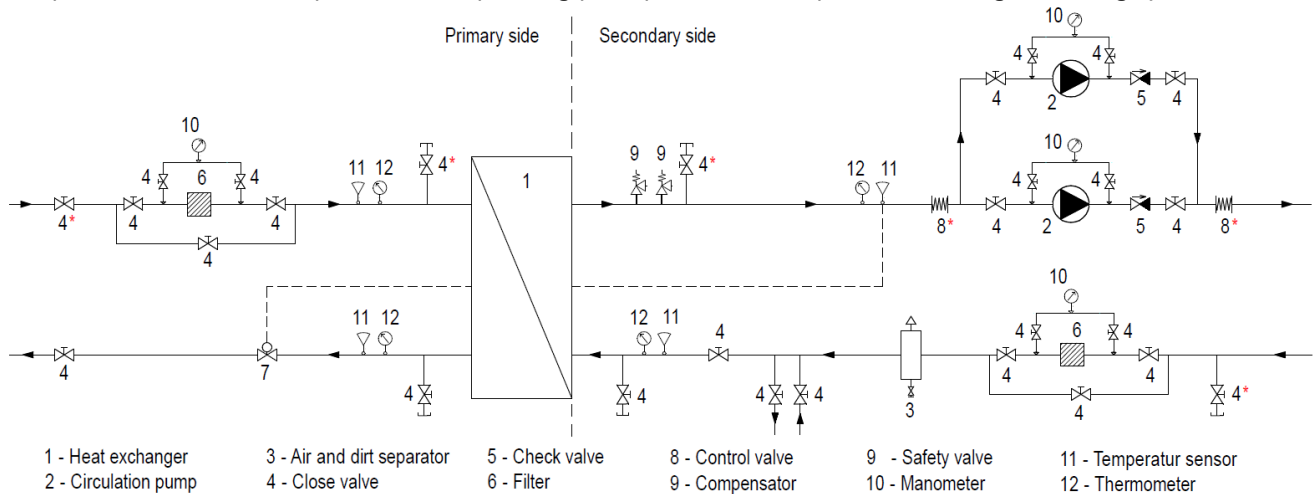 10
Primary side Secondary side
4 4
4 2 5 4
10 10
9 9
11 12 4* 4* 12 11
4 6 4 1 4 4
4* 4 4 8* 4 2 5 4 8*
4
10
11 12 12 11 4 4 6 4
4 7 4 4 4 4 3 4 4 4*
4
1 - Heat exchanger 3 - Air and dirt separator 5 - Check valve 8 - Control valve 9 - Safety valve 11 - Temperatur sensor
2 - Circulation pump 4 - Close valve 6 - Filter 9 - Compensator 10 - Manometer 12 - Thermometer